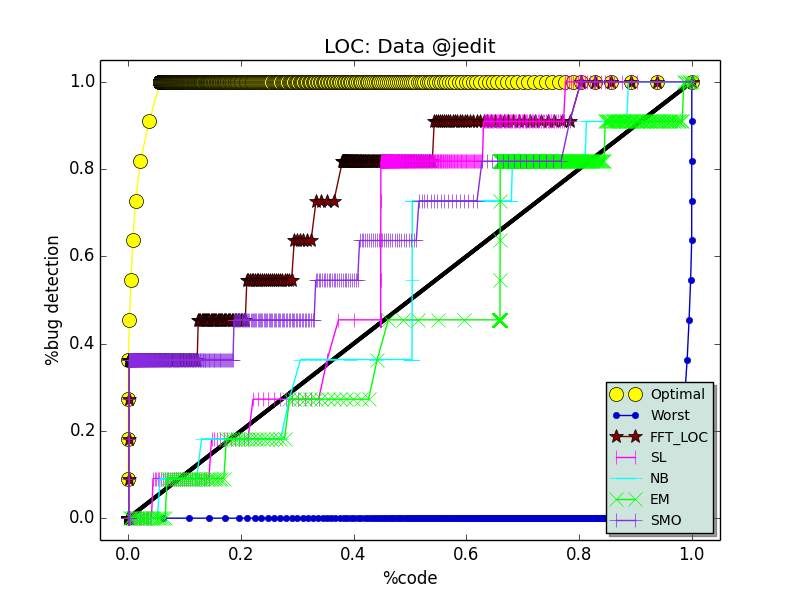 LOC: Data @jedit
1.0
0.8
0.6
0.4
0.2
0.0
%bug detection
0.0 0.2 0.4 0.6 0.8 1.0
%code
Optimal
Worst
FFT_LOC
SL
NB
EM
SMO